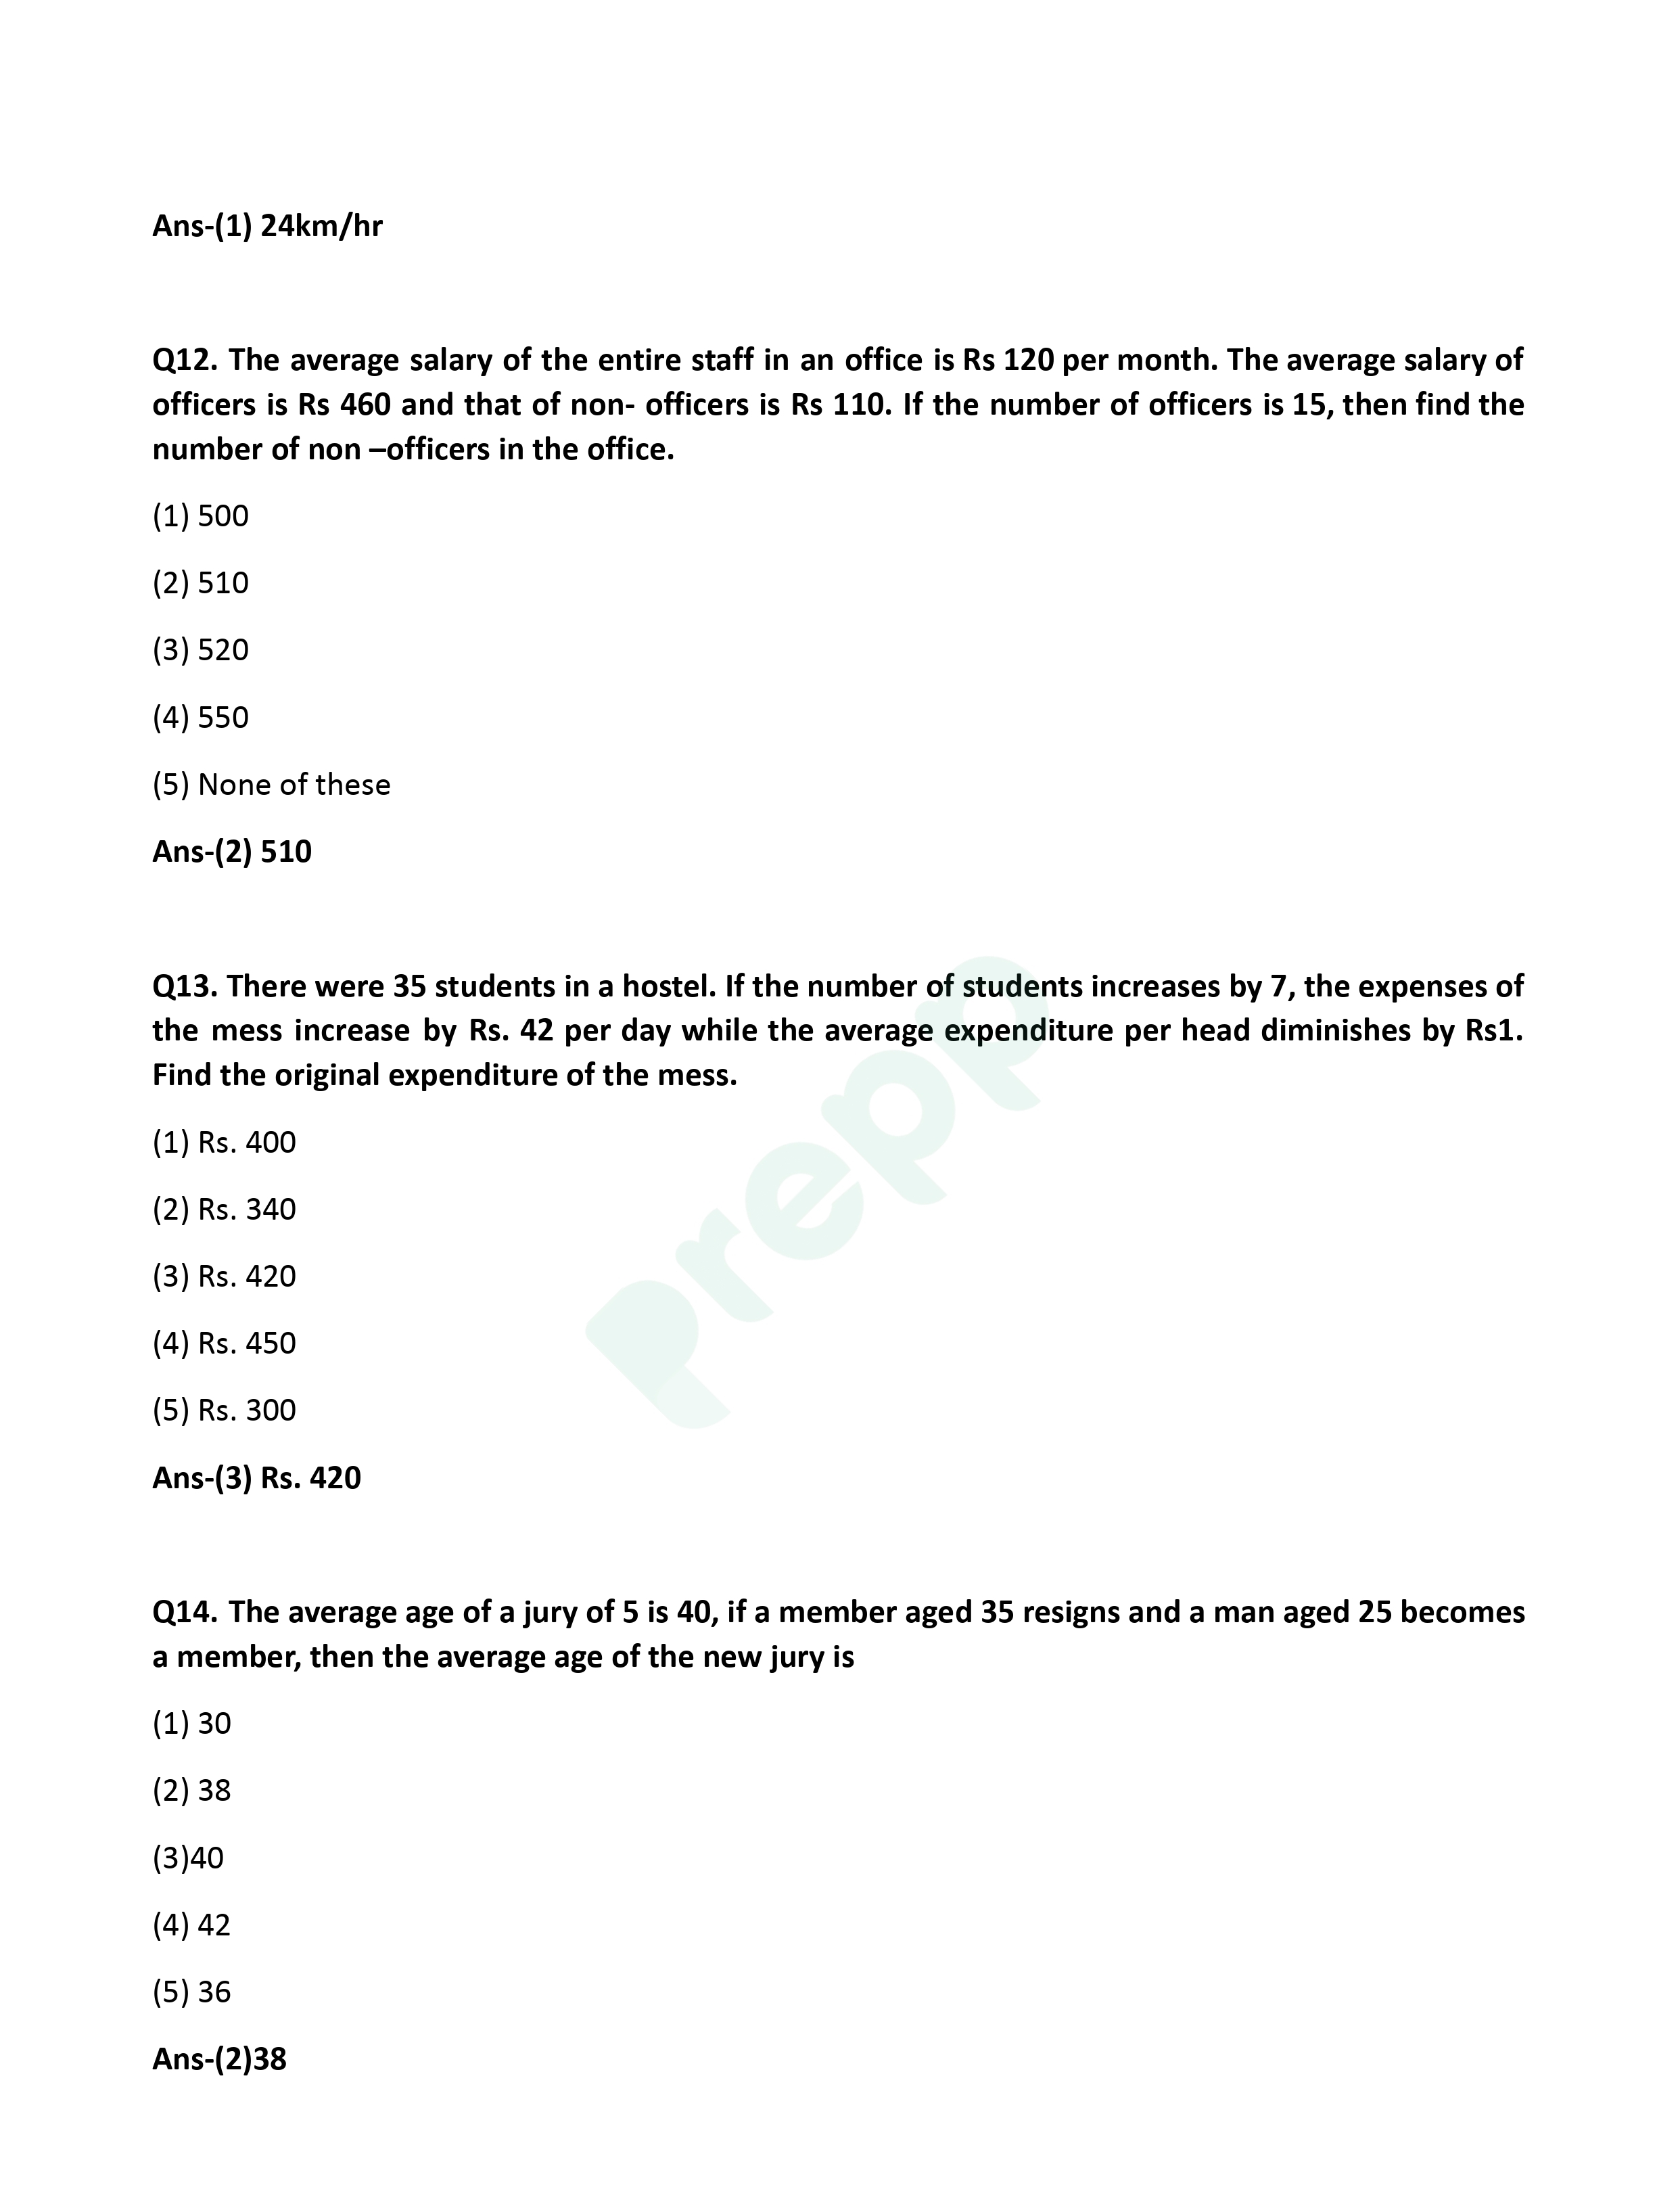 Ans-(1) 24km/hr
Q12. The average salary of the entire staff in an office is Rs 120 per month. The average salary of
officers is Rs 460 and that of non- officers is Rs 110. If the number of officers is 15, then find the
number of non –officers in the office.
(1) 500
(2) 510
(3) 520
(4) 550
(5) None of these
Ans-(2) 510
Q13. There were 35 students in a hostel. If the number of students increases by 7, the expenses of
the mess increase by Rs. 42 per day while the average expenditure per head diminishes by Rs1.
Find the original expenditure of the mess.
(1) Rs. 400
(2) Rs. 340
(3) Rs. 420
(4) Rs. 450
(5) Rs. 300
Ans-(3) Rs. 420
Q14. The average age of a jury of 5 is 40, if a member aged 35 resigns and a man aged 25 becomes
a member, then the average age of the new jury is
(1) 30
(2) 38
(3)40
(4) 42
(5) 36
Ans-(2)38
prepp